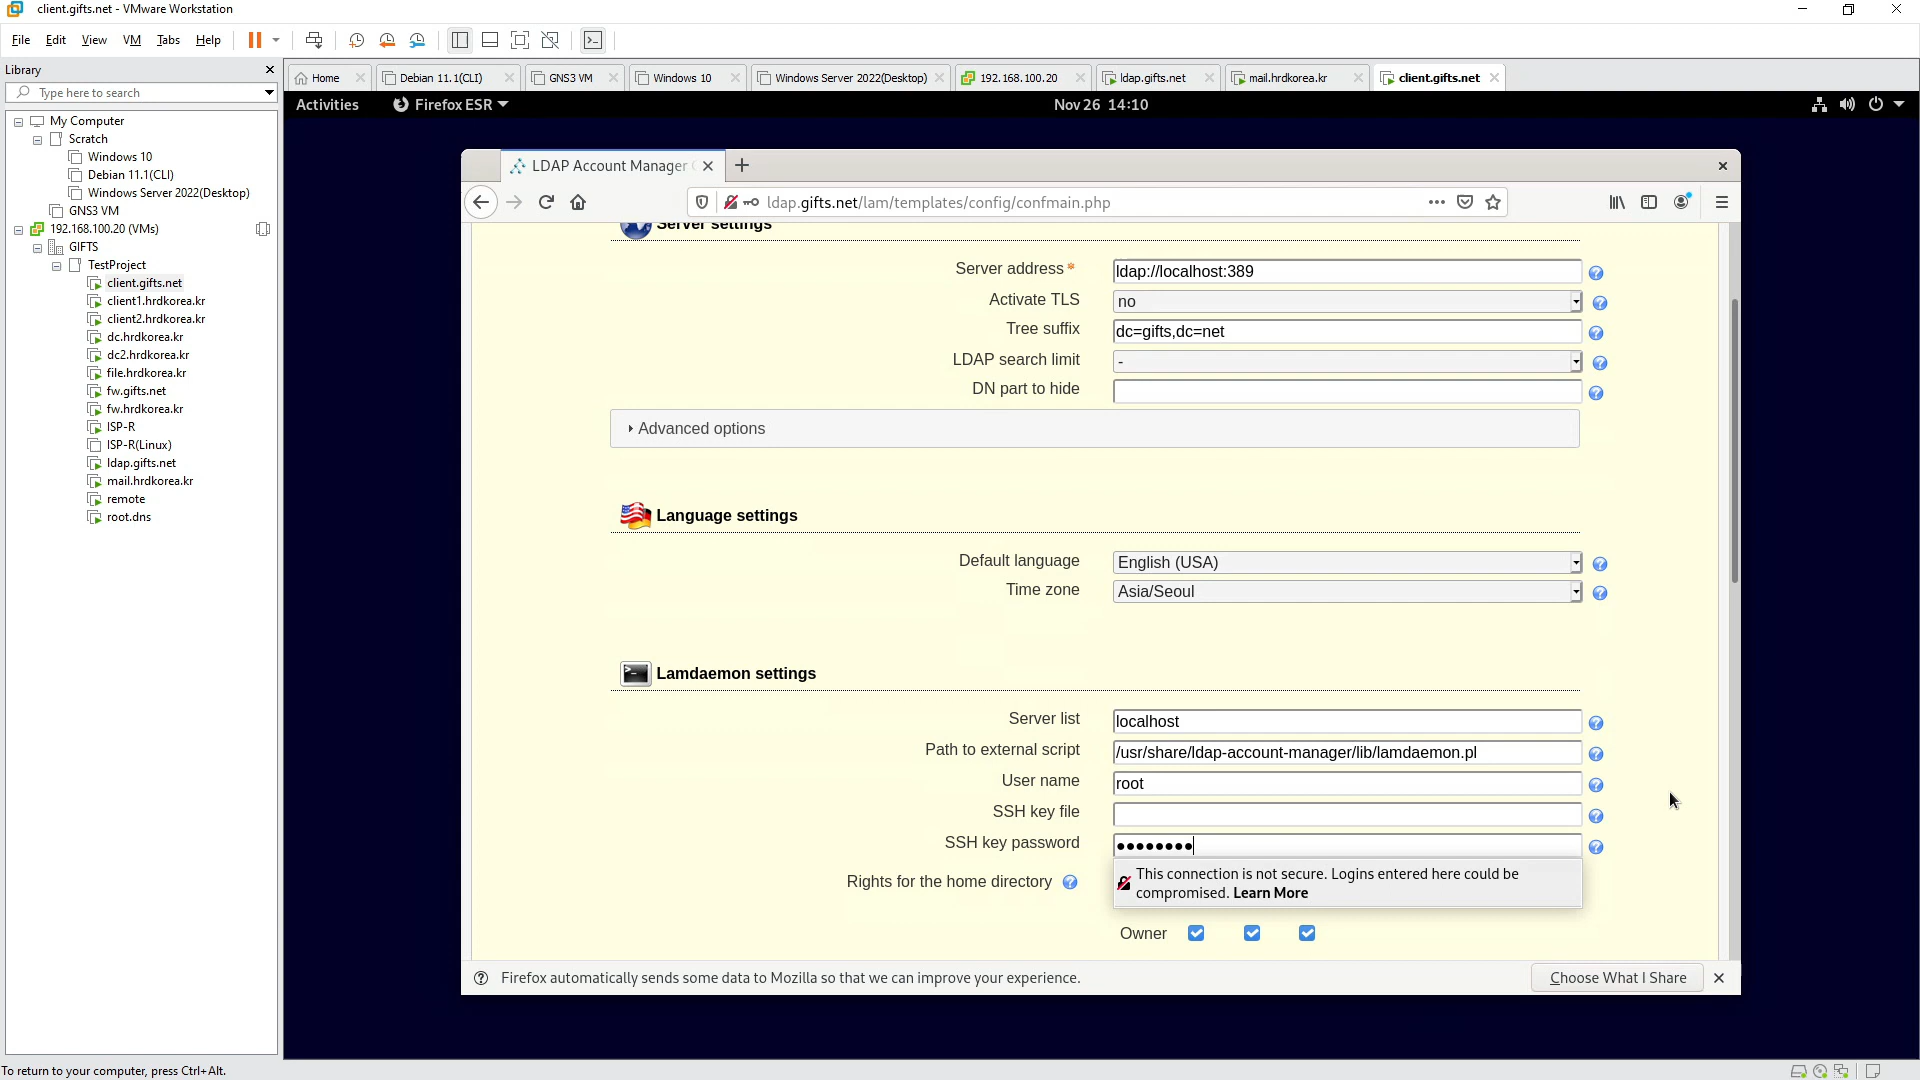 client.gifts.net - VMware Workstation
File Edit View VM Tabs Help
Library
Type here to search
Home Debian 11.1(CLI) GNS3 VM Windows 10 Windows Server 2022(Desktop) 192.168.100.20 ldap.gifts.net mail.hrdkorea.kr client.gifts.net
Activities Firefox ESR Nov 26 14:10
My Computer
Scratch
Windows 10
Debian 11.1(CLI)
Windows Server 2022(Desktop)
GNS3 VM
192.168.100.20 (VMs)
GIFTS
TestProject
client.gifts.net
client1.hrdkorea.kr
client2.hrdkorea.kr
dc.hrdkorea.kr
dc2.hrdkorea.kr
file.hrdkorea.kr
fw.gifts.net
fw.hrdkorea.kr
ISP-R
ISP-R(Linux)
ldap.gifts.net
mail.hrdkorea.kr
remote
root.dns
LDAP Account Manager
ldap.gifts.net/lam/templates/config/confmain.php
Server settings
Server address * ldap://localhost:389
Activate TLS no
Tree suffix dc=gifts,dc=net
LDAP search limit -
DN part to hide
Advanced options
Language settings
Default language English (USA)
Time zone Asia/Seoul
Lamdaemon settings
Server list localhost
Path to external script /usr/share/ldap-account-manager/lib/lamdaemon.pl
User name root
SSH key file
SSH key password ••••••••
This connection is not secure. Logins entered here could be
compromised. Learn More
Rights for the home directory
Owner
Firefox automatically sends some data to Mozilla so that we can improve your experience. Choose What I Share
To return to your computer, press Ctrl+Alt.